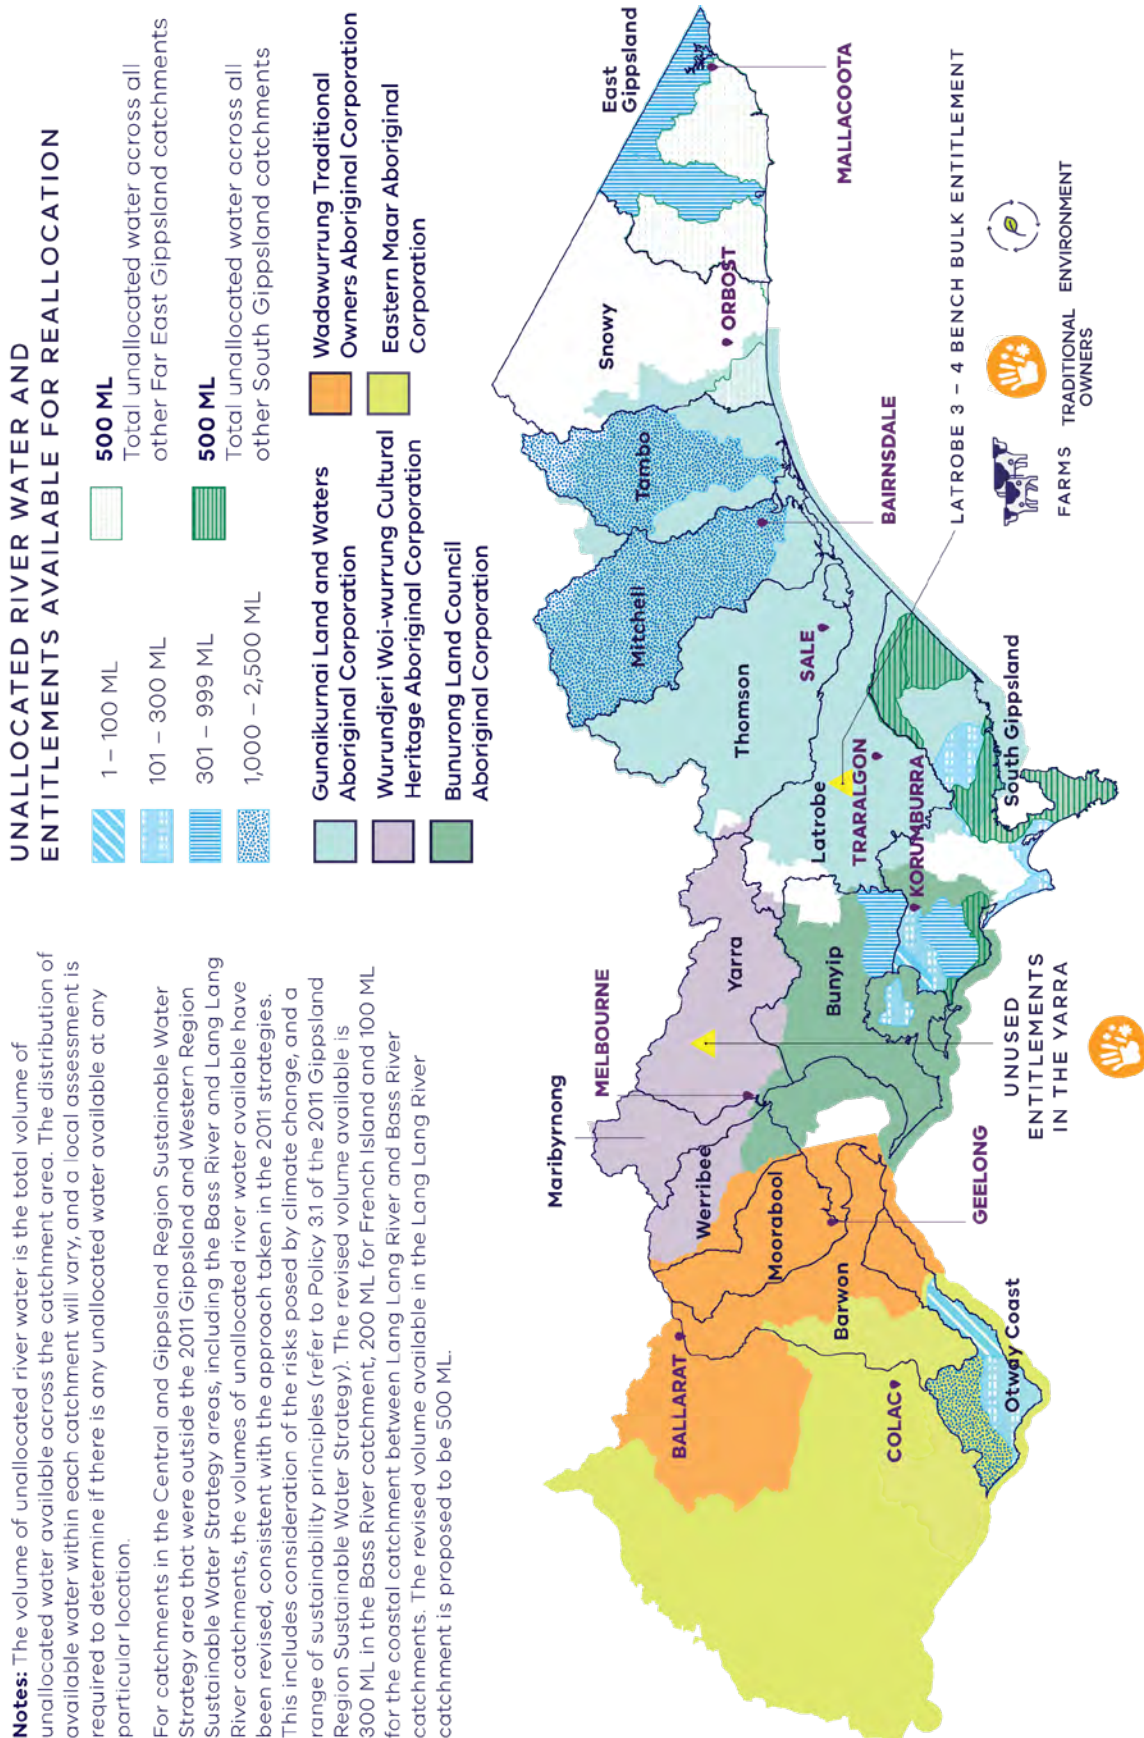 UNALLOCATED RIVER WATER AND
ENTITLEMENTS AVAILABLE FOR REALLOCATION
1 – 100 ML
101 – 300 ML
301 – 999 ML
1,000 – 2,500 ML
500 ML
Total unallocated water across all
other Far East Gippsland catchments
500 ML
Total unallocated water across all
other South Gippsland catchments
Gunaikurnai Land and Waters
Aboriginal Corporation
Wurundjeri Woi-wurrung Cultural
Heritage Aboriginal Corporation
Bunurong Land Council
Aboriginal Corporation
Wadawurrung Traditional
Owners Aboriginal Corporation
Eastern Maar Aboriginal
Corporation
Notes: The volume of unallocated river water is the total volume of
unallocated water available across the catchment area. The distribution of
available water within each catchment will vary, and a local assessment is
required to determine if there is any unallocated water available at any
particular location.
For catchments in the Central and Gippsland Region Sustainable Water
Strategy area that were outside the 2011 Gippsland and Western Region
Sustainable Water Strategy areas, including the Bass River and Lang Lang
River catchments, the volumes of unallocated river water available have
been revised, consistent with the approach taken in the 2011 strategies.
This includes consideration of the risks posed by climate change, and a
range of sustainability principles (refer to Policy 3.1 of the 2011 Gippsland
Region Sustainable Water Strategy). The revised volume available is
300 ML in the Bass River catchment, 200 ML for French Island and 100 ML
for the coastal catchment between Lang Lang River and Bass River
catchments. The revised volume available in the Lang Lang River
catchment is proposed to be 500 ML.
East
Gippsland
Snowy
Tambo
Mitchell
Thomson
Latrobe
Yarra
Bunyip
Maribyrnong
Werribee
Moorabool
Barwon
Otway Coast
South Gippsland
MALLACOOTA
ORBOST
BAIRNSDALE
SALE
TRARALGON
KORUMBURRA
MELBOURNE
GEELONG
BALLARAT
COLAC
LATROBE 3 – 4 BENCH BULK ENTITLEMENT
FARMS
TRADITIONAL
OWNERS
ENVIRONMENT
UNUSED
ENTITLEMENTS
IN THE YARRA